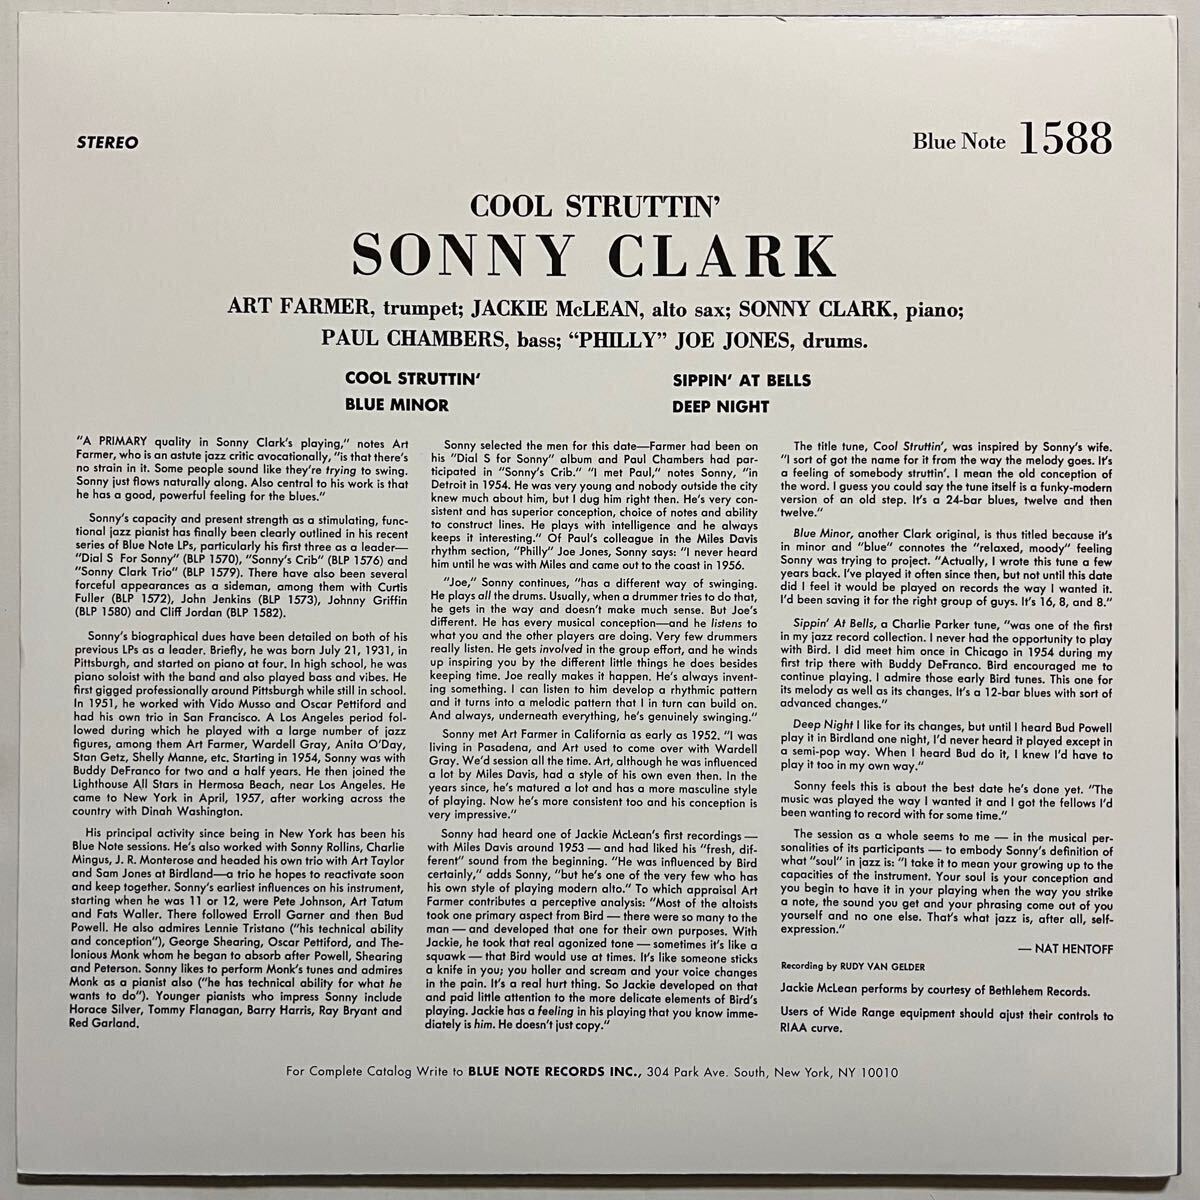 STEREO
Blue Note 1588
COOL STRUTTIN'
SONNY CLARK
ART FARMER, trumpet; JACKIE McLEAN, alto sax; SONNY CLARK, piano;
PAUL CHAMBERS, bass; “PHILLY” JOE JONES, drums.
COOL STRUTTIN'
BLUE MINOR
SIPPIN' AT BELLS
DEEP NIGHT
"A PRIMARY quality in Sonny Clark's playing," notes Art
Farmer, who is an astute jazz critic avocationally, "is that there's
no strain in it. Some people sound like they're trying to swing.
Sonny just flows naturally along. Also central to his work is that
he has a good, powerful feeling for the blues."
Sonny's capacity and present strength as a stimulating, func-
tional jazz pianist has finally been clearly outlined in his recent
series of Blue Note LPs, particularly his first three as a leader—
"Dial S For Sonny" (BLP 1570), "Sonny's Crib" (BLP 1576) and
"Sonny Clark Trio" (BLP 1579). There have also been several
forceful appearances as a sideman, among them with Curtis
Fuller (BLP 1572), John Jenkins (BLP 1573), Johnny Griffin
(BLP 1580) and Cliff Jordan (BLP 1582).
Sonny's biographical dues have been detailed on both of his
previous LPs as a leader. Briefly, he was born July 21, 1931, in
Pittsburgh, and started on piano at four. In high school, he was
piano soloist with the band and also played bass and vibes. He
first gigged professionally around Pittsburgh while still in school.
In 1951, he worked with Vido Musso and Oscar Pettiford and
had his own trio in San Francisco. A Los Angeles period fol-
lowed during which he played with a large number of jazz
figures, among them Art Farmer, Wardell Gray, Anita O'Day,
Stan Getz, Shelly Manne, etc. Starting in 1954, Sonny was with
Buddy DeFranco for two and a half years. He then joined the
Lighthouse All Stars in Hermosa Beach, near Los Angeles. He
came to New York in April, 1957, after working across the
country with Dinah Washington.
His principal activity since being in New York has been his
Blue Note sessions. He's also worked with Sonny Rollins, Charlie
Mingus, J. R. Monterose and headed his own trio with Art Taylor
and Sam Jones at Birdland—a trio he hopes to reactivate soon
and keep together. Sonny's earliest influences on his instrument,
starting when he was 11 or 12, were Pete Johnson, Art Tatum
and Fats Waller. There followed Erroll Garner and then Bud
Powell. He also admires Lennie Tristano ("his technical ability
and conception"), George Shearing, Oscar Pettiford, and The-
lonious Monk whom he began to absorb after Powell, Shearing
and Peterson. Sonny likes to perform Monk's tunes and admires
Monk as a pianist also ("he has technical ability for what he
wants to do"). Younger pianists who impress Sonny include
Horace Silver, Tommy Flanagan, Barry Harris, Ray Bryant and
Red Garland.
Sonny selected the men for this date—Farmer had been on
his "Dial S for Sonny" album and Paul Chambers had par-
ticipated in "Sonny's Crib." "I met Paul," notes Sonny, "in
Detroit in 1954. He was very young and nobody outside the city
knew much about him, but I dug him right then. He's very con-
sistent and has superior conception, choice of notes and ability
to construct lines. He plays with intelligence and he always
keeps it interesting." Of Paul's colleague in the Miles Davis
rhythm section, "Philly" Joe Jones, Sonny says: "I never heard
him until he was with Miles and came out to the coast in 1956.
"Joe," Sonny continues, "has a different way of swinging.
He plays all the drums. Usually, when a drummer tries to do that,
he gets in the way and doesn't make much sense. But Joe's
different. He has every musical conception—and he listens to
what you and the other players are doing. Very few drummers
really listen. He gets involved in the group effort, and he winds
up inspiring you by the different little things he does besides
keeping time. Joe really makes it happen. He's always invent-
ing something. I can listen to him develop a rhythmic pattern
and it turns into a melodic pattern that I in turn can build on.
And always, underneath everything, he's genuinely swinging."
Sonny met Art Farmer in California as early as 1952. "I was
living in Pasadena, and Art used to come over with Wardell
Gray. We'd session all the time. Art, although he was influenced
a lot by Miles Davis, had a style of his own even then. In the
years since, he's matured a lot and has a more masculine style
of playing. Now he's more consistent too and his conception is
very impressive."
Sonny had heard one of Jackie McLean's first recordings —
with Miles Davis around 1953 — and had liked his "fresh, dif-
ferent" sound from the beginning. "He was influenced by Bird
certainly," adds Sonny, "but he's one of the very few who has
his own style of playing modern alto." To which appraisal Art
Farmer contributes a perceptive analysis: "Most of the altoists
took one primary aspect from Bird — there were so many to the
man — and developed that one for their own purposes. With
Jackie, he took that real agonized tone — sometimes it's like a
squawk — that Bird would use at times. It's like someone sticks
a knife in you; you holler and scream and your voice changes
in the pain. It's a real hurt thing. So Jackie developed on that
and paid little attention to the more delicate elements of Bird's
playing. Jackie has a feeling in his playing that you know imme-
diately is him. He doesn't just copy."
The title tune, Cool Struttin', was inspired by Sonny's wife.
"I sort of got the name for it from the way the melody goes. It's
a feeling of somebody struttin'. I mean the old conception of
the word. I guess you could say the tune itself is a funky-modern
version of an old step. It's a 24-bar blues, twelve and then
twelve."
Blue Minor, another Clark original, is thus titled because it's
in minor and "blue" connotes the "relaxed, moody" feeling
Sonny was trying to project. "Actually, I wrote this tune a few
years back. I've played it often since then, but not until this date
did I feel it would be played on records the way I wanted it.
I'd been saving it for the right group of guys. It's 16, 8, and 8."
Sippin' At Bells, a Charlie Parker tune, "was one of the first
in my jazz record collection. I never had the opportunity to play
with Bird. I did meet him once in Chicago in 1954 during my
first trip there with Buddy DeFranco. Bird encouraged me to
continue playing. I admire those early Bird tunes. This one for
its melody as well as its changes. It's a 12-bar blues with sort of
advanced changes."
Deep Night I like for its changes, but until I heard Bud Powell
play it in Birdland one night, I'd never heard it played except in
a semi-pop way. When I heard Bud do it, I knew I'd have to
play it too in my own way."
Sonny feels this is about the best date he's done yet. "The
music was played the way I wanted it and I got the fellows I'd
been wanting to record with for some time."
The session as a whole seems to me — in the musical per-
sonalities of its participants — to embody Sonny's definition of
what "soul" in jazz is: "I take it to mean your growing up to the
capacities of the instrument. Your soul is your conception and
you begin to have it in your playing when the way you strike
a note, the sound you get and your phrasing come out of you
yourself and no one else. That's what jazz is, after all, self-
expression."
— NAT HENTOFF
Recording by RUDY VAN GELDER
Jackie McLean performs by courtesy of Bethlehem Records.
Users of Wide Range equipment should ajust their controls to
RIAA curve.
For Complete Catalog Write to BLUE NOTE RECORDS INC., 304 Park Ave. South, New York, NY 10010